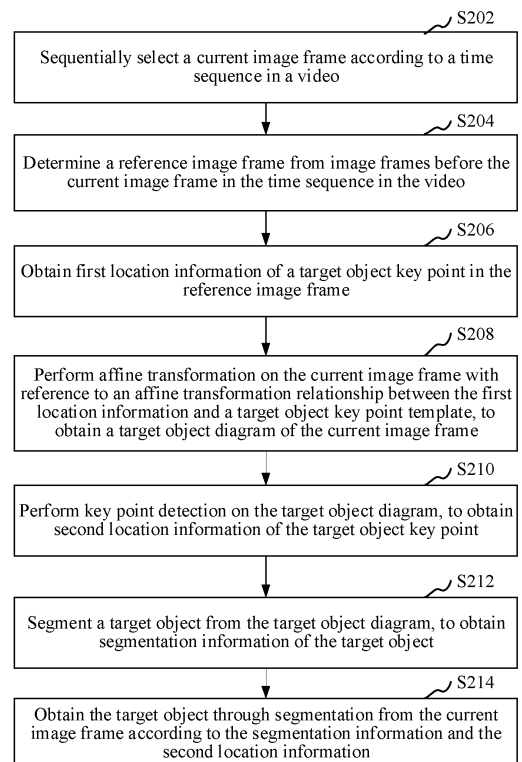 S202
Sequentially select a current image frame according to a time
sequence in a video
S204
Determine a reference image frame from image frames before the
current image frame in the time sequence in the video
S206
Obtain first location information of a target object key point in the
reference image frame
S208
Perform affine transformation on the current image frame with
reference to an affine transformation relationship between the first
location information and a target object key point template, to
obtain a target object diagram of the current image frame
S210
Perform key point detection on the target object diagram, to obtain
second location information of the target object key point
S212
Segment a target object from the target object diagram, to obtain
segmentation information of the target object
S214
Obtain the target object through segmentation from the current
image frame according to the segmentation information and the
second location information